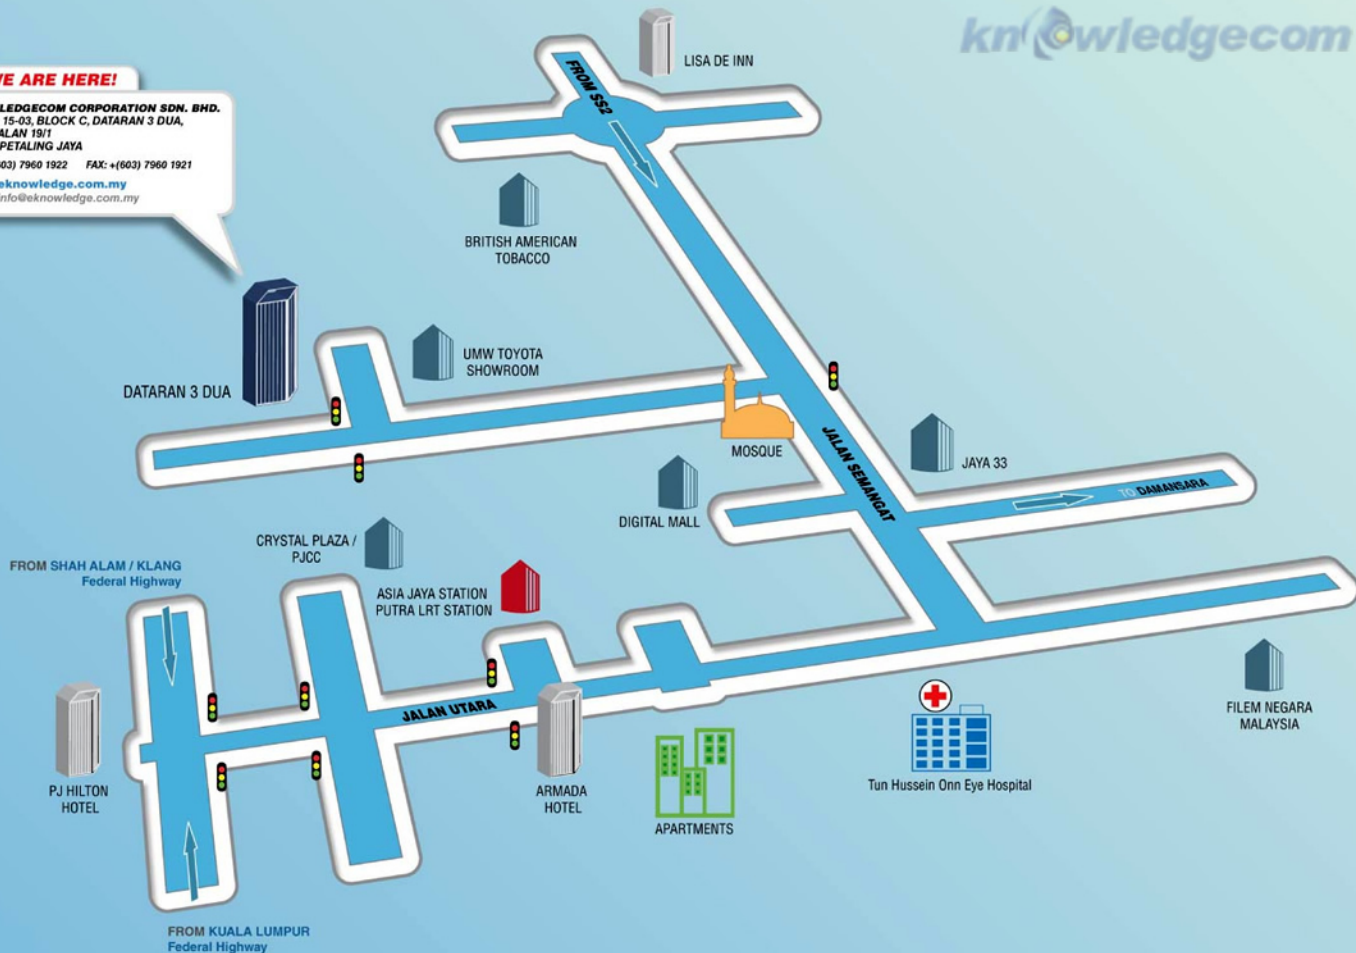 knowledgecom
WE ARE HERE!
LEDGECOM CORPORATION SDN. BHD.
15-03, BLOCK C, DATARAN 3 DUA,
ALAN 19/1
PETALING JAYA
603) 7960 1922 FAX: +(603) 7960 1921
eknowledge.com.my
info@eknowledge.com.my
LISA DE INN
FROM SS2
BRITISH AMERICAN
TOBACCO
UMW TOYOTA
SHOWROOM
DATARAN 3 DUA
MOSQUE
JALAN SEMANGAT
JAYA 33
DIGITAL MALL
TO DAMANSARA
CRYSTAL PLAZA /
PJCC
FROM SHAH ALAM / KLANG
Federal Highway
ASIA JAYA STATION
PUTRA LRT STATION
JALAN UTARA
PJ HILTON
HOTEL
ARMADA
HOTEL
APARTMENTS
Tun Hussein Onn Eye Hospital
FILEM NEGARA
MALAYSIA
FROM KUALA LUMPUR
Federal Highway